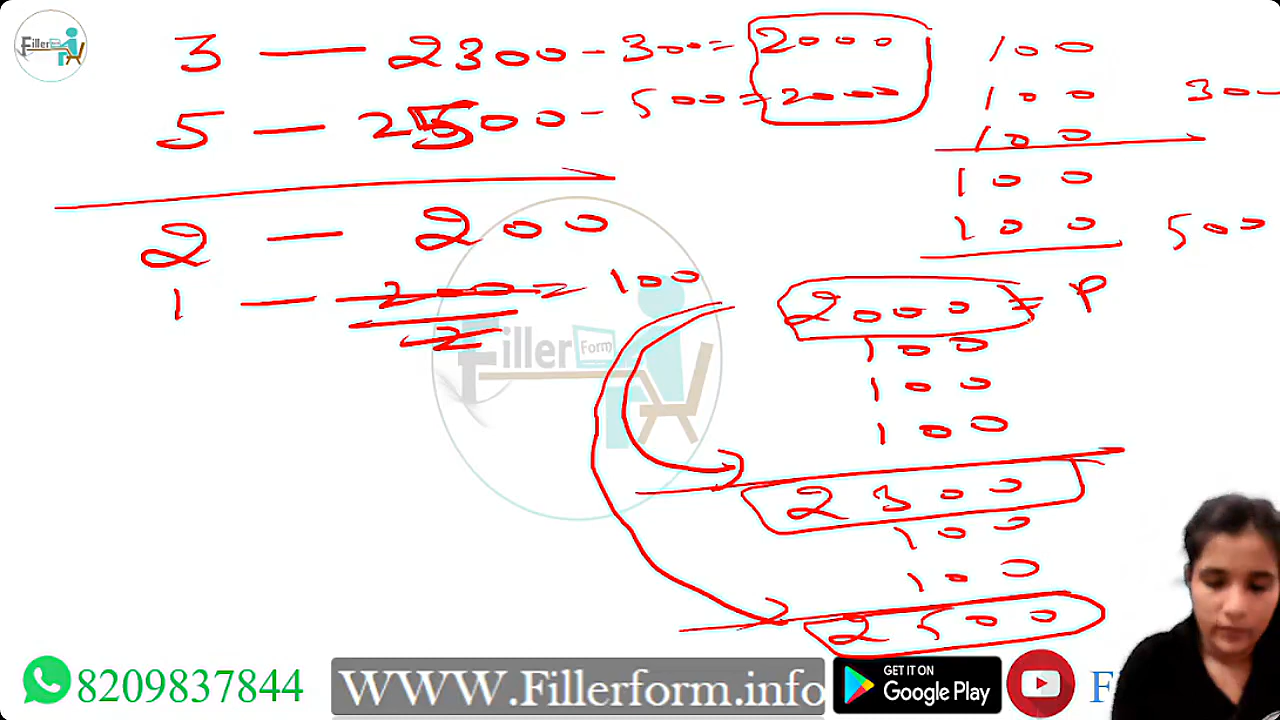 Filler Form
3 — 2300 - 300 = 2000
5 — 2500 - 500 = 2000
2 — 200
1 — 200 = 100
2
100
100 300
100
100
100 500
2000 = P
100
100
100
2300
100
100
2500
Filler Form
8209837844
WWW.Fillerform.info
GET IT ON
Google Play
F